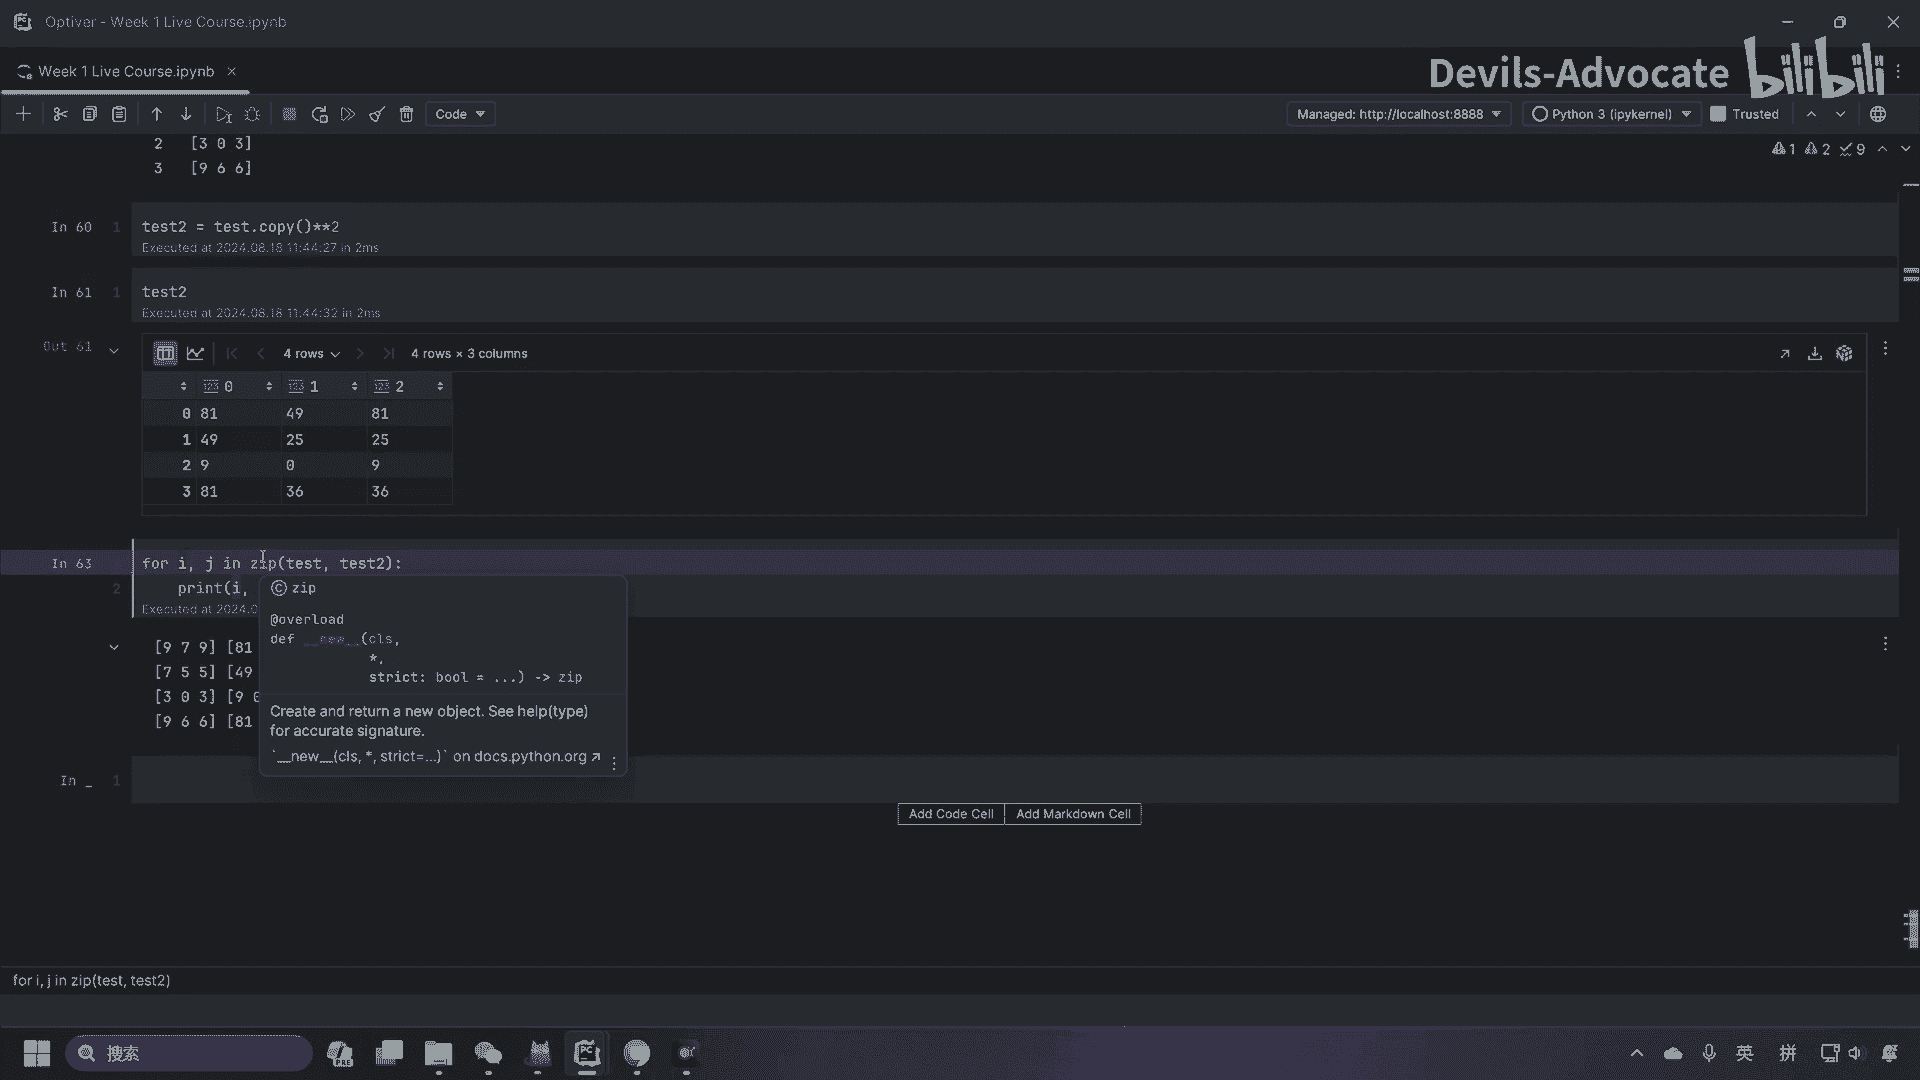 Optiver - Week 1 Live Course.ipynb
Week 1 Live Course.ipynb
Devils-Advocate bilibili
Code
Managed: http://localhost:8888
Python 3 (ipykernel)
Trusted
2 [3 0 3]
3 [9 6 6]
1 2 9
In 60 1 test2 = test.copy()**2
Executed at 2024.08.18 11:44:27 in 2ms
In 61 1 test2
Executed at 2024.08.18 11:44:32 in 2ms
Out 61
4 rows 4 rows × 3 columns
123 0 123 1 123 2
0 81 49 81
1 49 25 25
2 9 0 9
3 81 36 36
In 63 for i, j in zip(test, test2):
2 print(i,
Executed at 2024.0
zip
@overload
def __new__(cls,
*,
strict: bool = ...) -> zip
Create and return a new object. See help(type)
for accurate signature.
`__new__(cls, *, strict=...)` on docs.python.org
[9 7 9] [81
[7 5 5] [49
[3 0 3] [9 0
[9 6 6] [81
In _ 1
Add Code Cell Add Markdown Cell
for i, j in zip(test, test2)
搜索
PRE
PC
英
拼